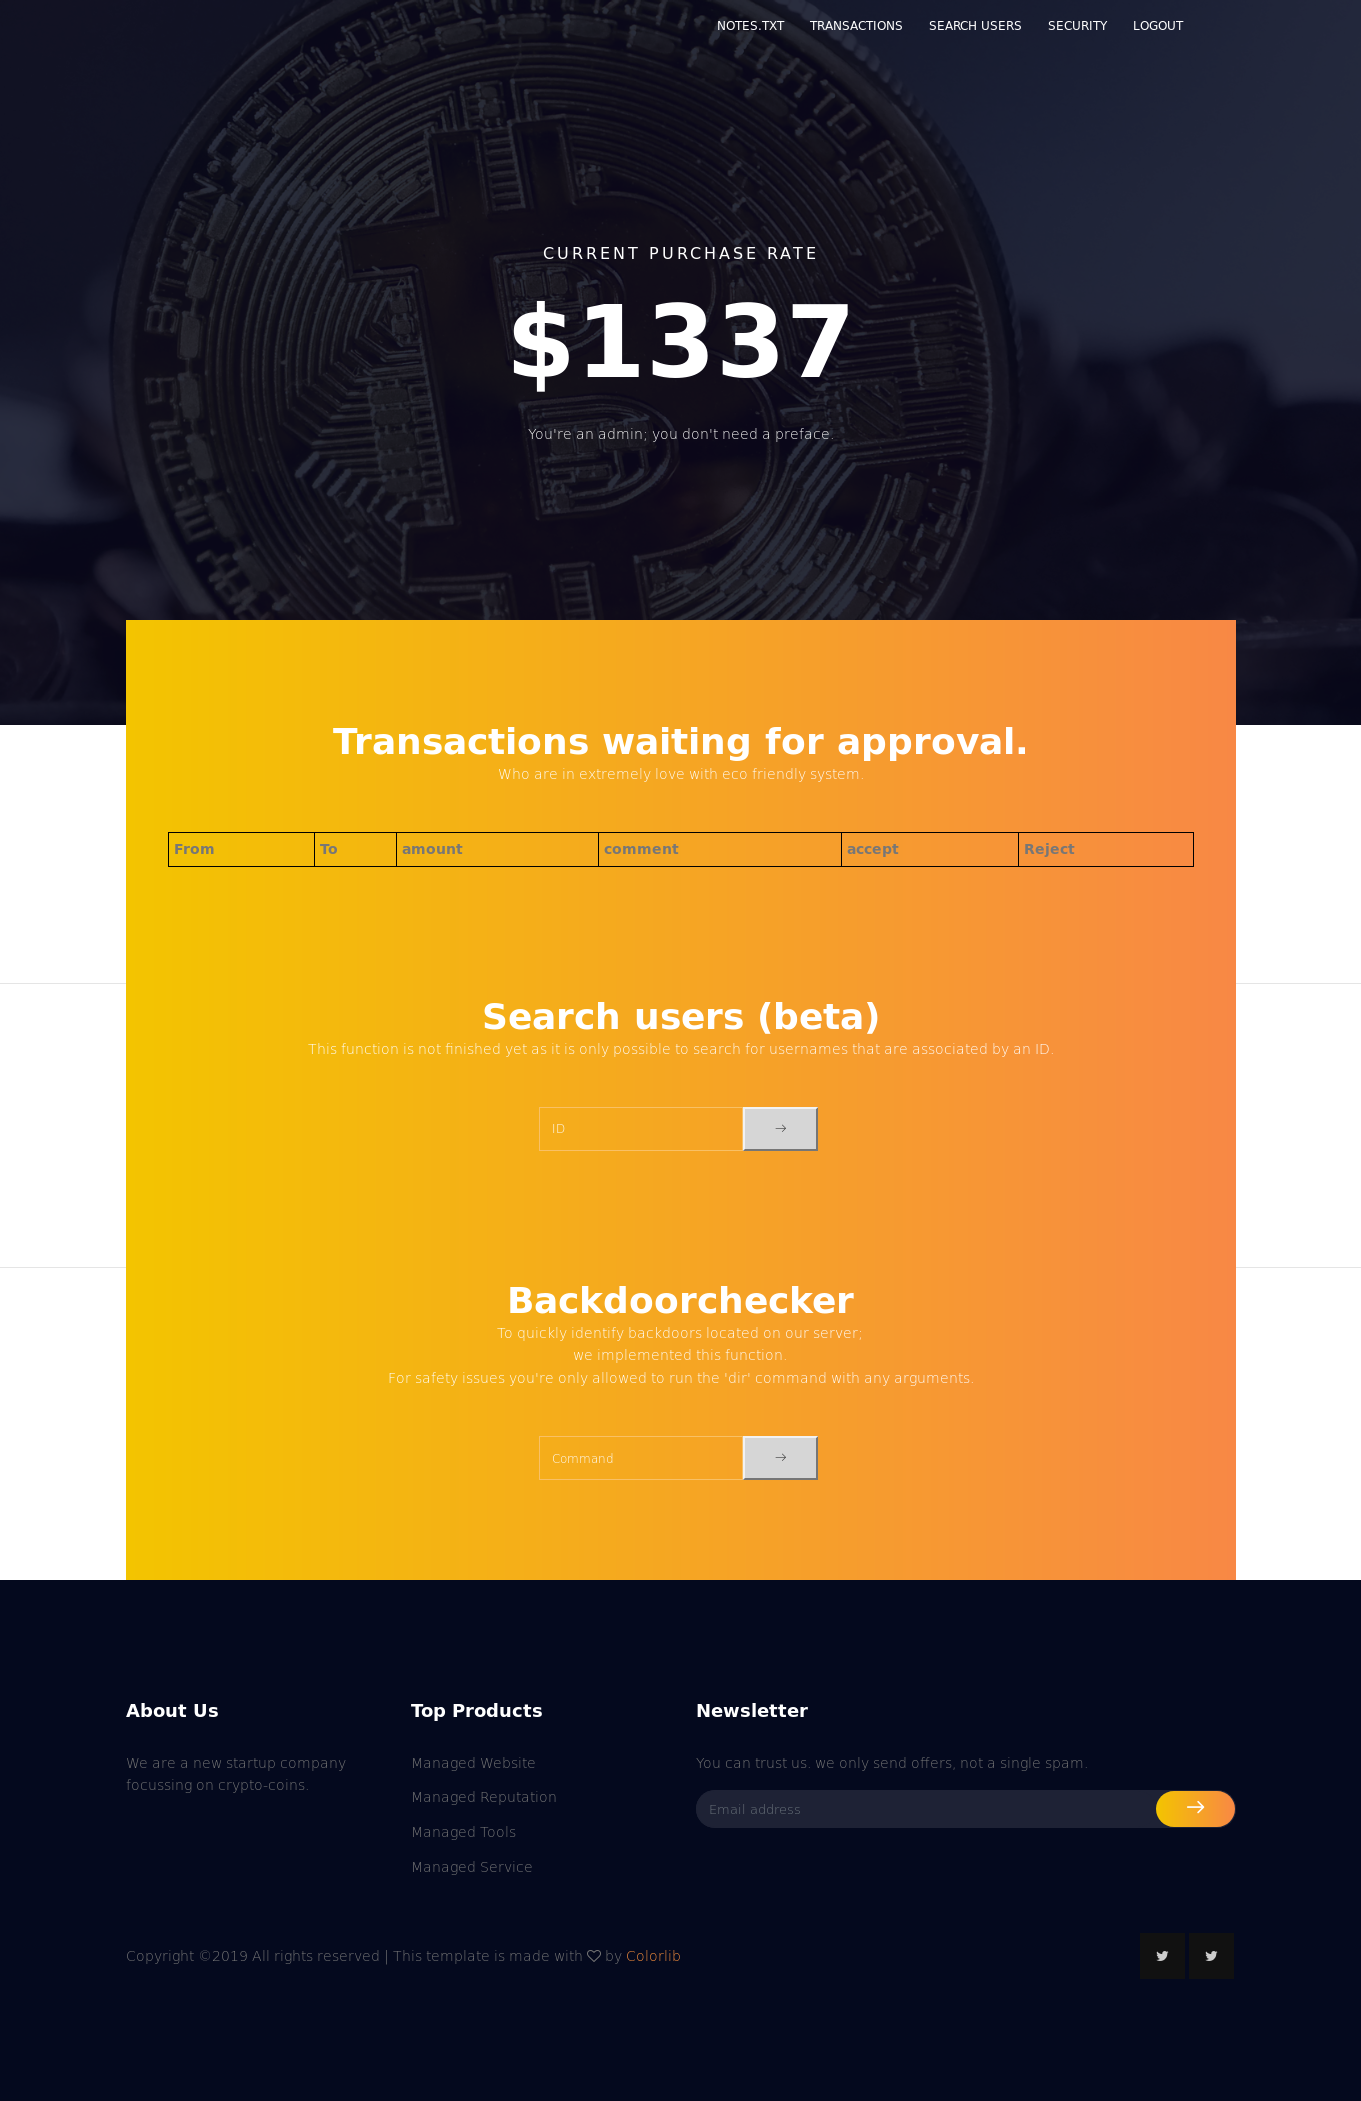 NOTES.TXT TRANSACTIONS SEARCH USERS SECURITY LOGOUT
CURRENT PURCHASE RATE
$1337
You're an admin; you don't need a preface.
Transactions waiting for approval.
Who are in extremely love with eco friendly system.
From To amount comment accept Reject
Search users (beta)
This function is not finished yet as it is only possible to search for usernames that are associated by an ID.
ID
Backdoorchecker
To quickly identify backdoors located on our server;
we implemented this function.
For safety issues you're only allowed to run the 'dir' command with any arguments.
Command
About Us
We are a new startup company
focussing on crypto-coins.
Top Products
Managed Website
Managed Reputation
Managed Tools
Managed Service
Newsletter
You can trust us. we only send offers, not a single spam.
Email address
Copyright ©2019 All rights reserved | This template is made with ♡ by Colorlib